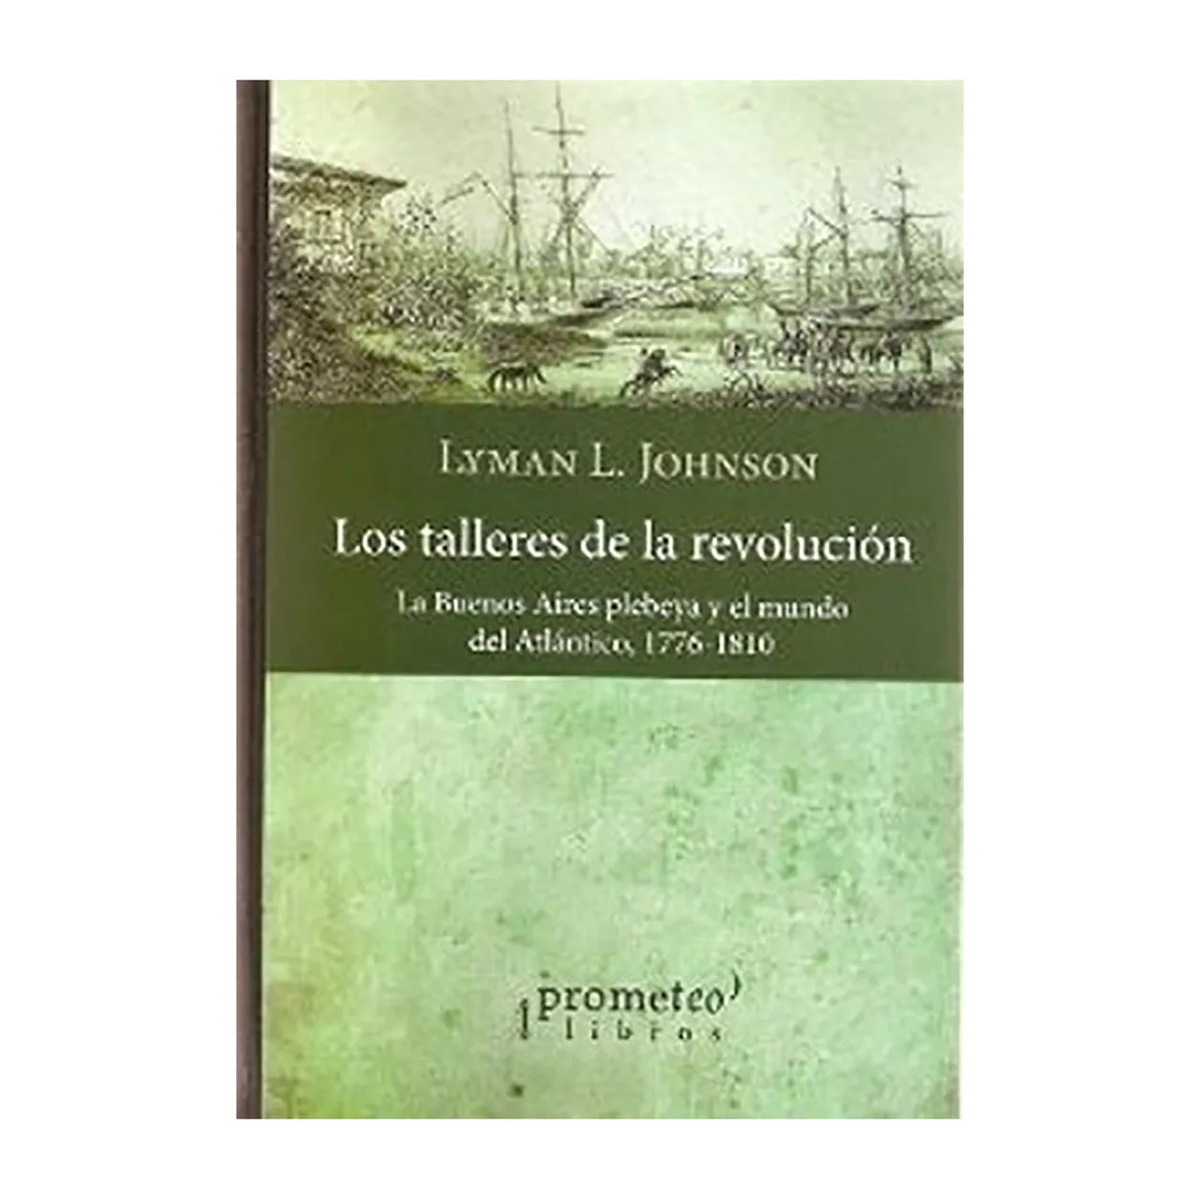 LYMAN L. JOHNSON
Los talleres de la revolución
La Buenos Aires plebeya y el mundo
del Atlántico, 1776-1810
prometeo
libros